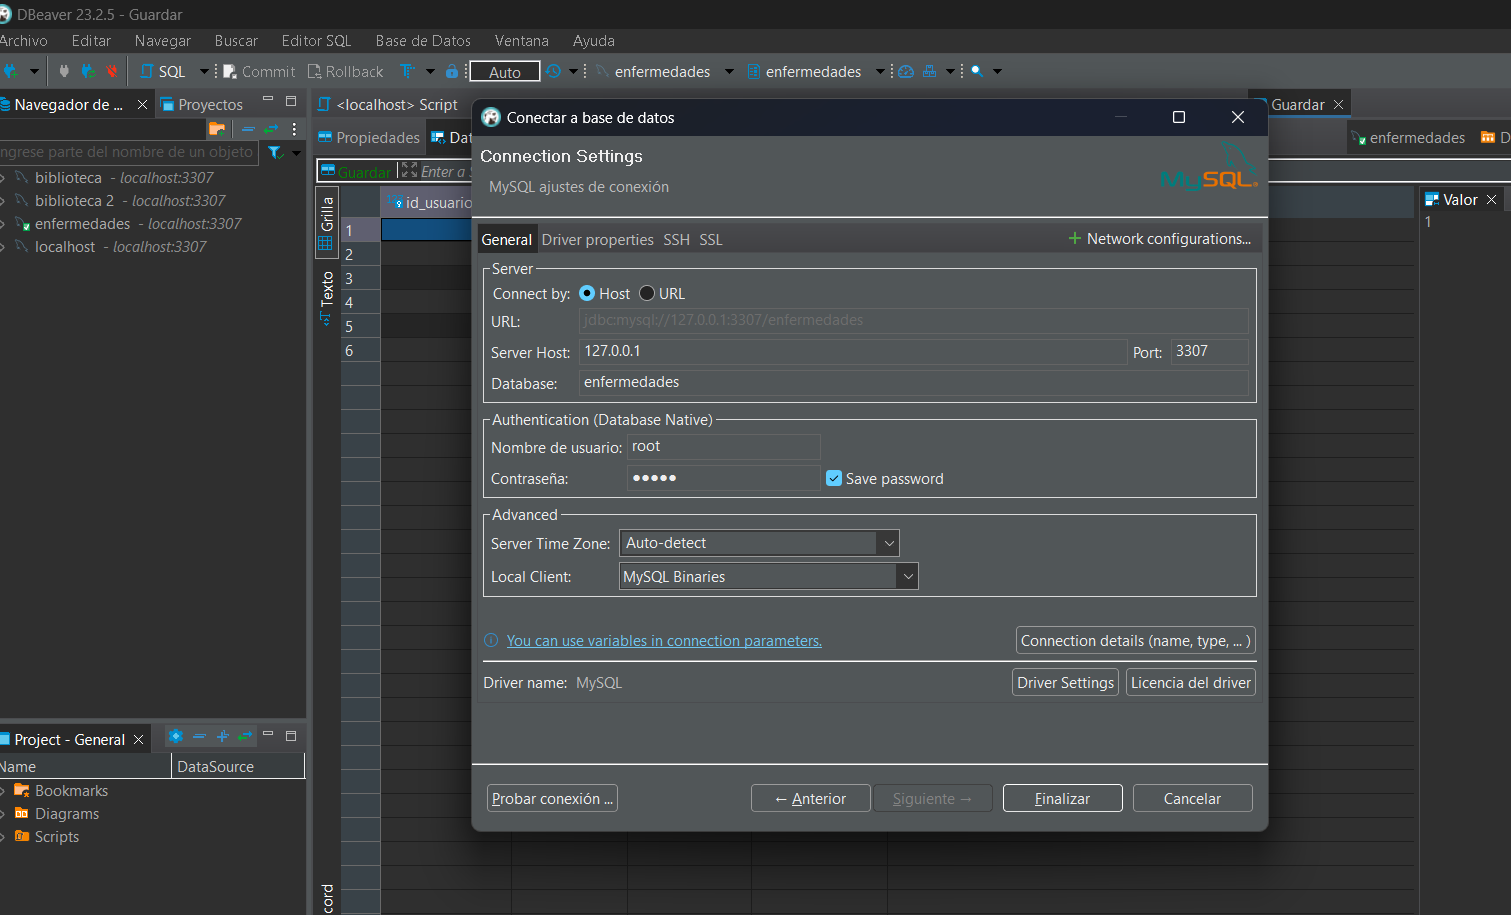 DBeaver 23.2.5 - Guardar
Archivo Editar Navegar Buscar Editor SQL Base de Datos Ventana Ayuda
SQL Commit Rollback Auto enfermedades enfermedades
Navegador de ... Proyectos
ngrese parte del nombre de un objeto
biblioteca - localhost:3307
biblioteca 2 - localhost:3307
enfermedades - localhost:3307
localhost - localhost:3307
Project - General
Name DataSource
Bookmarks
Diagrams
Scripts
<localhost> Script
Guardar
Propiedades Dat
enfermedades D
Guardar Enter a S
Grilla
Texto
cord
id_usuario
1
2
3
4
5
6
Valor
1
Conectar a base de datos
Connection Settings
MySQL ajustes de conexión
MySQL
General Driver properties SSH SSL
Network configurations...
Server
Connect by: Host URL
URL: jdbc:mysql://127.0.0.1:3307/enfermedades
Server Host: 127.0.0.1 Port: 3307
Database: enfermedades
Authentication (Database Native)
Nombre de usuario: root
Contraseña: ●●●●● Save password
Advanced
Server Time Zone: Auto-detect
Local Client: MySQL Binaries
You can use variables in connection parameters.
Connection details (name, type, ... )
Driver name: MySQL
Driver Settings Licencia del driver
Probar conexión ... ← Anterior Siguiente → Finalizar Cancelar